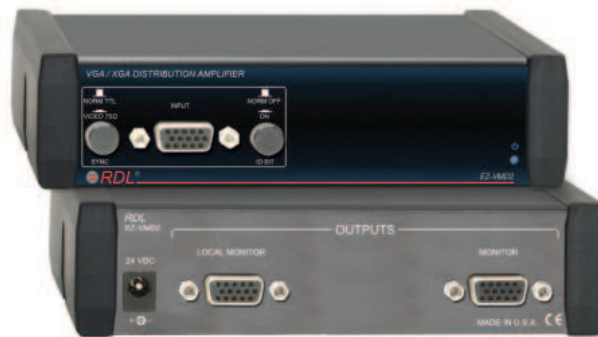 VGA / XGA DISTRIBUTION AMPLIFIER
NORM TTL
INPUT
NORM OFF
VIDEO 75Ω
ON
SYNC
ID-BIT
RDL®
EZ-VMD2
RDL
EZ-VMD2
OUTPUTS
24 VDC
LOCAL MONITOR
MONITOR
MADE IN U.S.A. CE